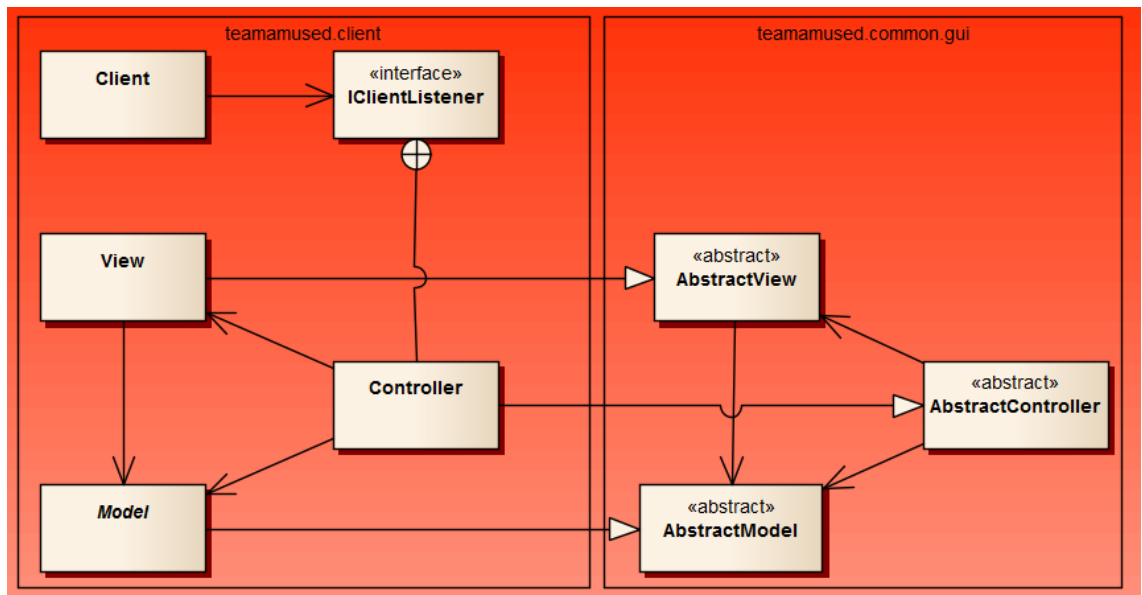 teamamused.client
Client
«interface»
IClientListener
View
Controller
Model
teamamused.common.gui
«abstract»
AbstractView
«abstract»
AbstractController
«abstract»
AbstractModel